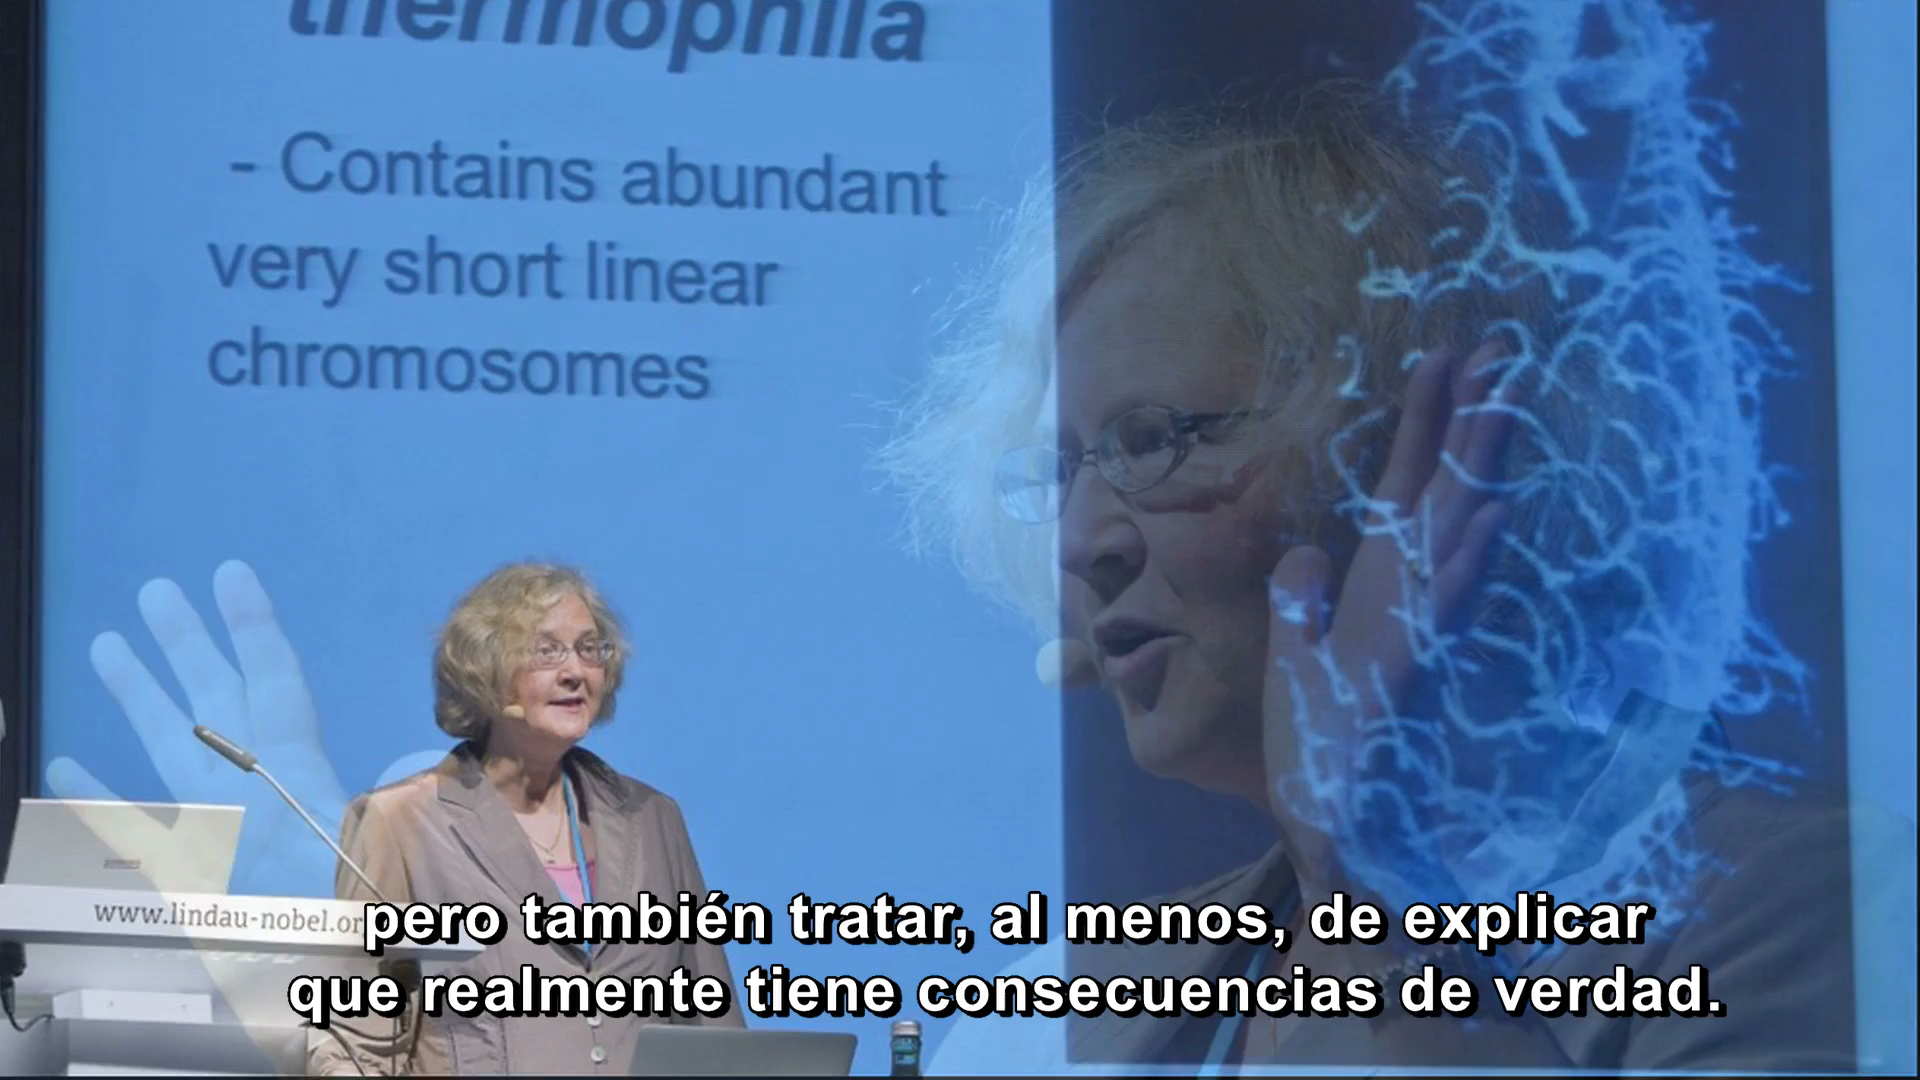 thermophila
- Contains abundant
very short linear
chromosomes
www.lindau-nobel.or
pero también tratar, al menos, de explicar
que realmente tiene consecuencias de verdad.